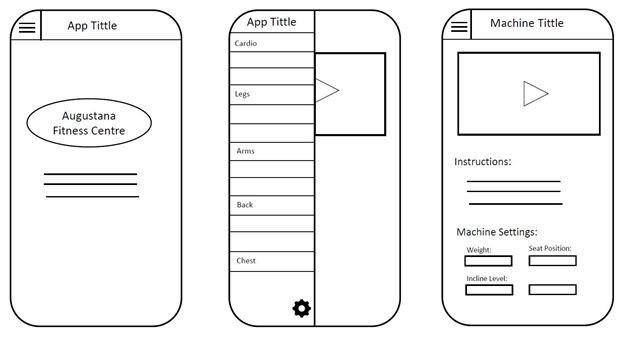 App Tittle
Augustana
Fitness Centre
App Tittle
Cardio
Legs
Arms
Back
Chest
Machine Tittle
Instructions:
Machine Settings:
Weight:
Seat Position:
Incline Level: